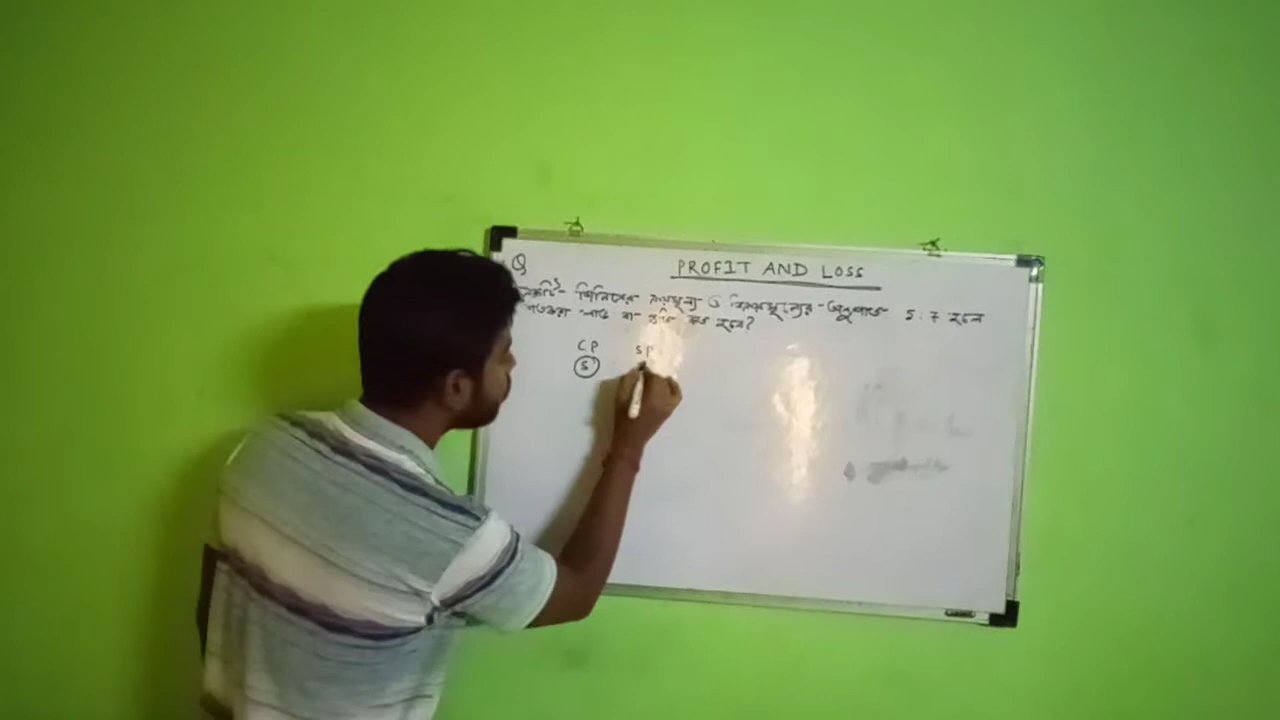 Q PROFIT AND LOSS
একটি জিনিসের ক্রয়মূল্য ও বিক্রয়মূল্যের অনুপাত 5:7 হলে
শতকরা লাভ বা ক্ষতি কত হবে?
CP SP
5